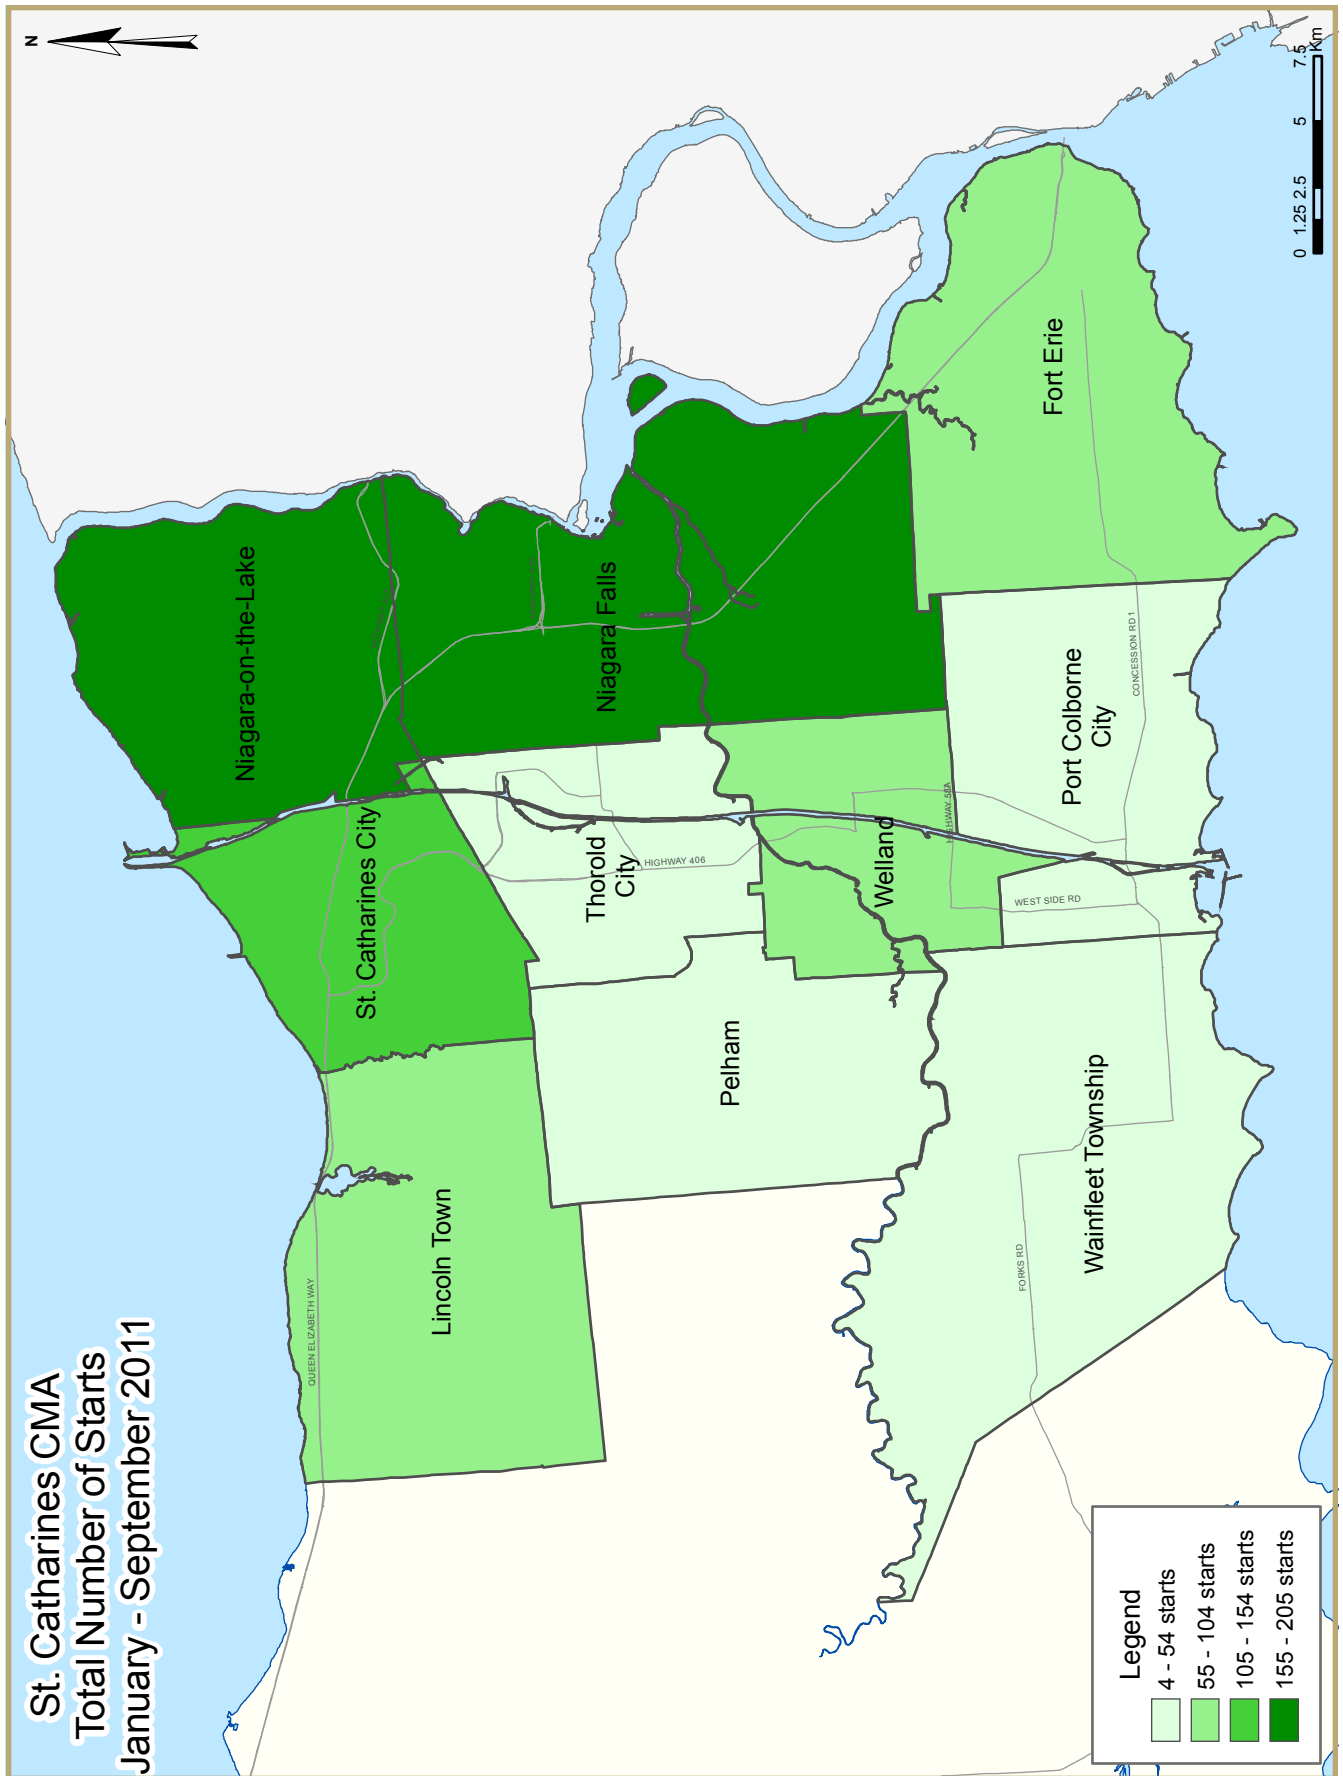 St. Catharines CMA
Total Number of Starts
January - September 2011
N
QUEEN ELIZABETH WAY
Lincoln Town
St. Catharines City
Niagara-on-the-Lake
Niagara Falls
Thorold
City
HIGHWAY 406
Pelham
Welland
HIGHWAY 58A
WEST SIDE RD
Port Colborne
City
CONCESSION RD 1
Fort Erie
Wainfleet Township
FORKS RD
Legend
4 - 54 starts
55 - 104 starts
105 - 154 starts
155 - 205 starts
0 1.25 2.5 5 7.5
Km